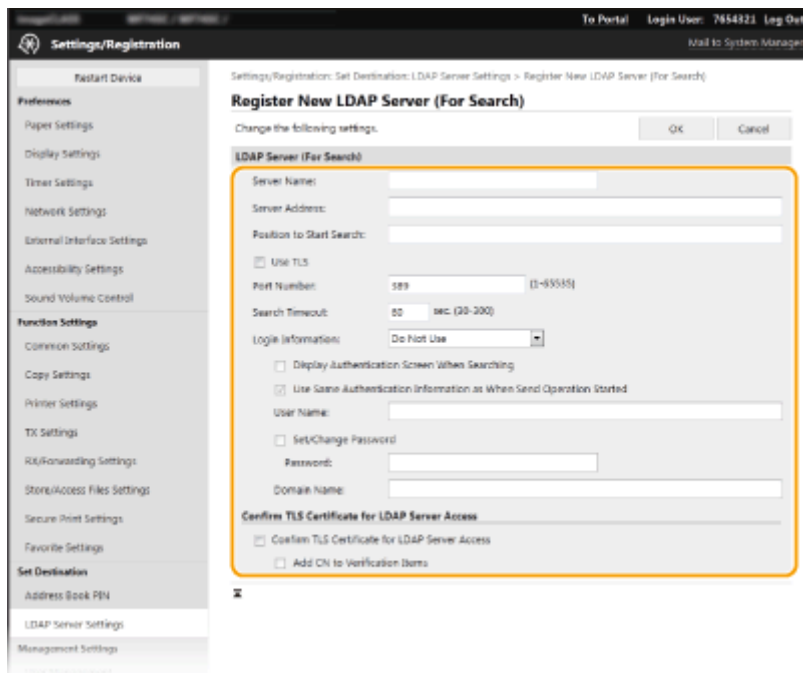 To Portal Login User: 7654321 Log Out
Settings/Registration
Mail to System Manager
Restart Device
Preferences
Paper Settings
Display Settings
Timer Settings
Network Settings
External Interface Settings
Accessibility Settings
Sound Volume Control
Function Settings
Common Settings
Copy Settings
Printer Settings
TX Settings
RX/Forwarding Settings
Store/Access Files Settings
Secure Print Settings
Favorite Settings
Set Destination
Address Book PIN
LDAP Server Settings
Management Settings
Settings/Registration: Set Destination: LDAP Server Settings > Register New LDAP Server (For Search)
Register New LDAP Server (For Search)
Change the following settings.
OK Cancel
LDAP Server (For Search)
Server Name:
Server Address:
Position to Start Search:
Use TLS
Port Number: 389 (1-65535)
Search Timeout: 60 sec. (30-300)
Login Information: Do Not Use
Display Authentication Screen When Searching
Use Same Authentication Information as When Send Operation Started
User Name:
Set/Change Password
Password:
Domain Name:
Confirm TLS Certificate for LDAP Server Access
Confirm TLS Certificate for LDAP Server Access
Add CN to Verification Items